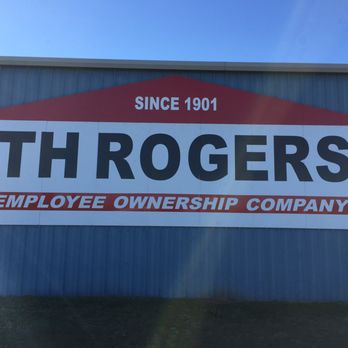 SINCE 1901
TH ROGERS
EMPLOYEE OWNERSHIP COMPANY